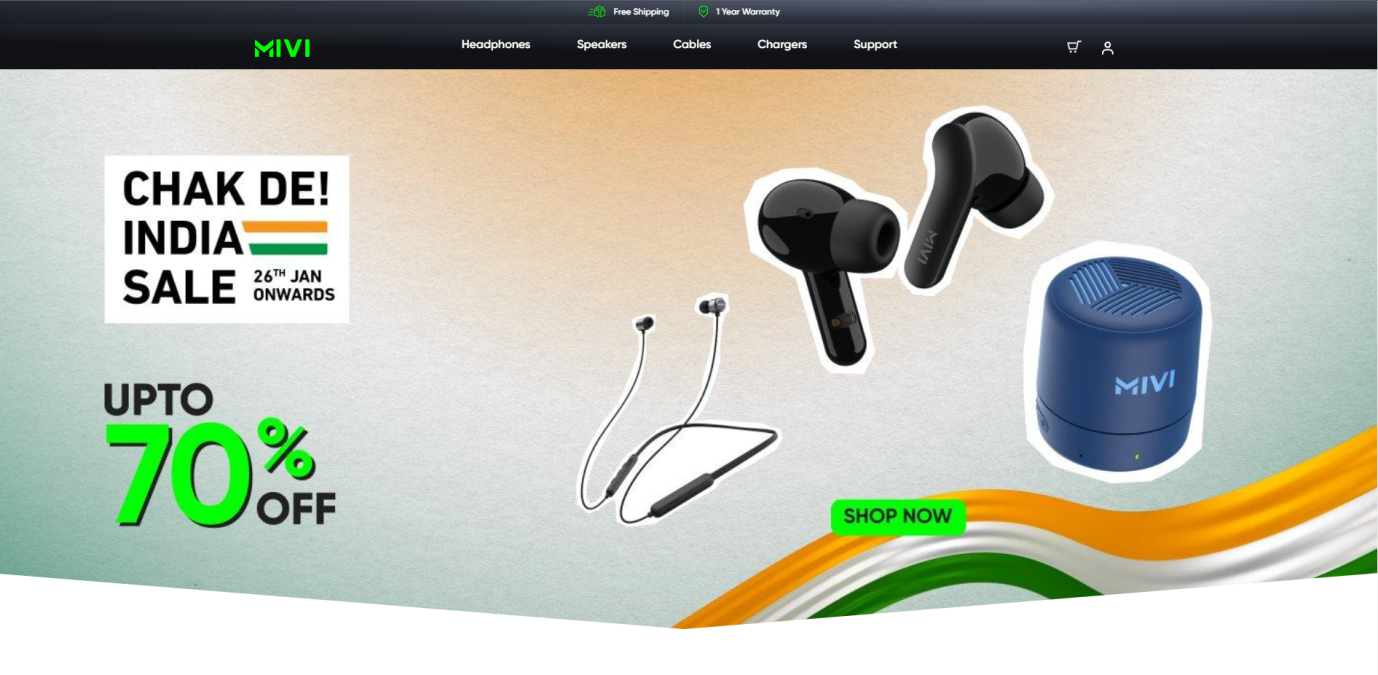 Free Shipping
1 Year Warranty
MIVI
Headphones
Speakers
Cables
Chargers
Support
CHAK DE!
INDIA
SALE
26TH JAN
ONWARDS
UPTO
70%
OFF
MIVI
MIVI
SHOP NOW